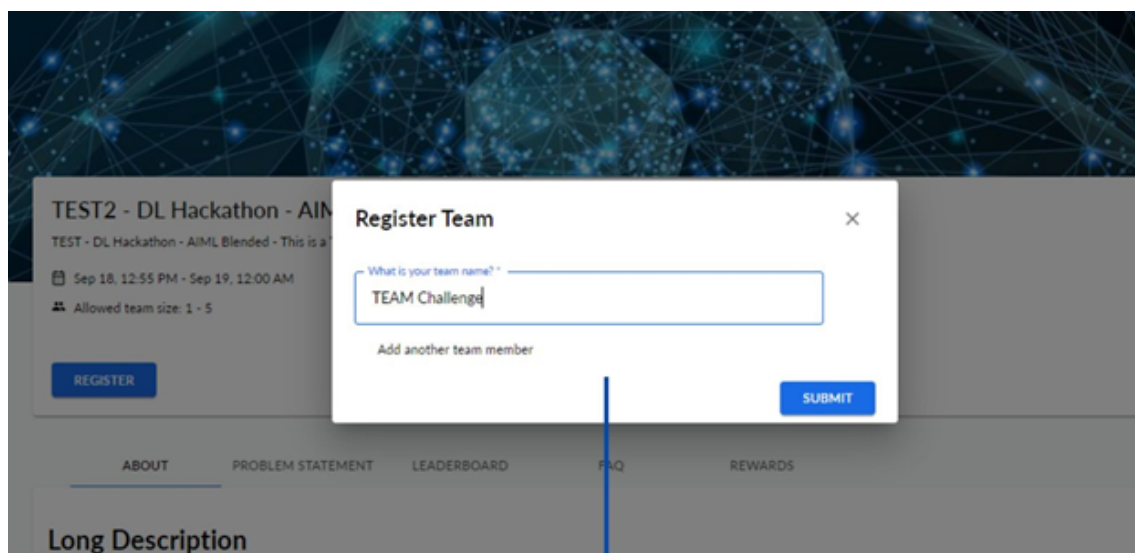 TEST2 - DL Hackathon - AIM
TEST - DL Hackathon - AIML Blended - This is a
Sep 18, 12:55 PM - Sep 19, 12:00 AM
Allowed team size: 1 - 5
REGISTER
Register Team
What is your team name? *
TEAM Challenge
Add another team member
SUBMIT
ABOUT PROBLEM STATEMENT LEADERBOARD FAQ REWARDS
Long Description